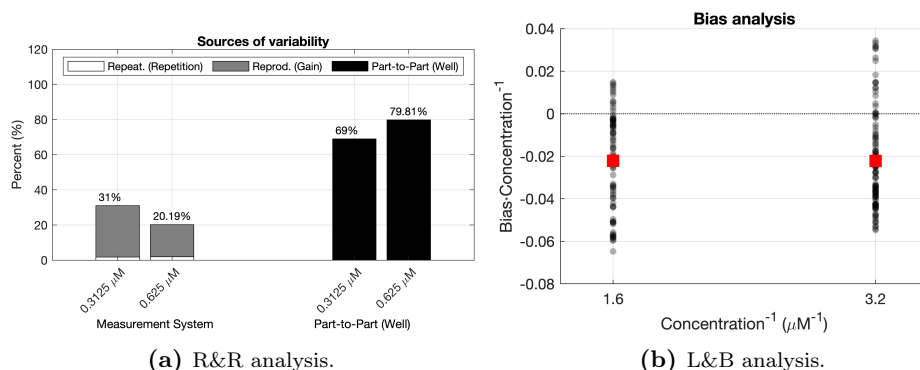 Sources of variability
120
100
80
60
40
20
0
Percent (%)
Repeat. (Repetition) Reprod. (Gain) Part-to-Part (Well)
31%
20.19%
69%
79.81%
0.3125 μM
0.625 μM
0.3125 μM
0.625 μM
Measurement System
Part-to-Part (Well)
(a) R&R analysis.
Bias analysis
0.04
0.02
0
-0.02
-0.04
-0.06
-0.08
Bias·Concentration⁻¹
1.6
3.2
Concentration⁻¹ (μM⁻¹)
(b) L&B analysis.